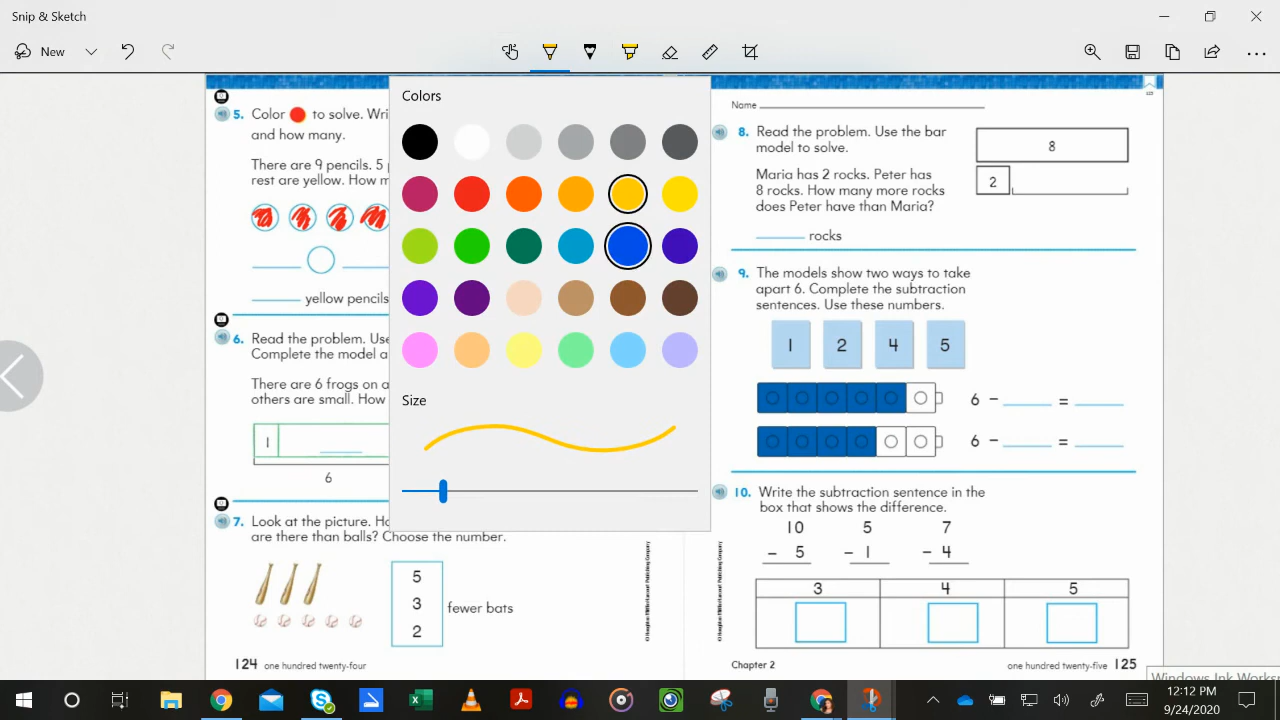 Snip & Sketch
New
Colors
Size
5. Color to solve. Wri
and how many.
There are 9 pencils. 5
rest are yellow. How m
yellow pencils
6. Read the problem. Use
Complete the model a
There are 6 frogs on a
others are small. How
1
6
7. Look at the picture. Ho
are there than balls? Choose the number.
5
3
2
fewer bats
124 one hundred twenty-four
Name
8. Read the problem. Use the bar
model to solve.
Maria has 2 rocks. Peter has
8 rocks. How many more rocks
does Peter have than Maria?
rocks
8
2
9. The models show two ways to take
apart 6. Complete the subtraction
sentences. Use these numbers.
1 2 4 5
6 - ____ = ____
6 - ____ = ____
10. Write the subtraction sentence in the
box that shows the difference.
10 5 7
- 5 - 1 - 4
3 4 5
Chapter 2
one hundred twenty-five 125
Windows Ink Works
12:12 PM
9/24/2020